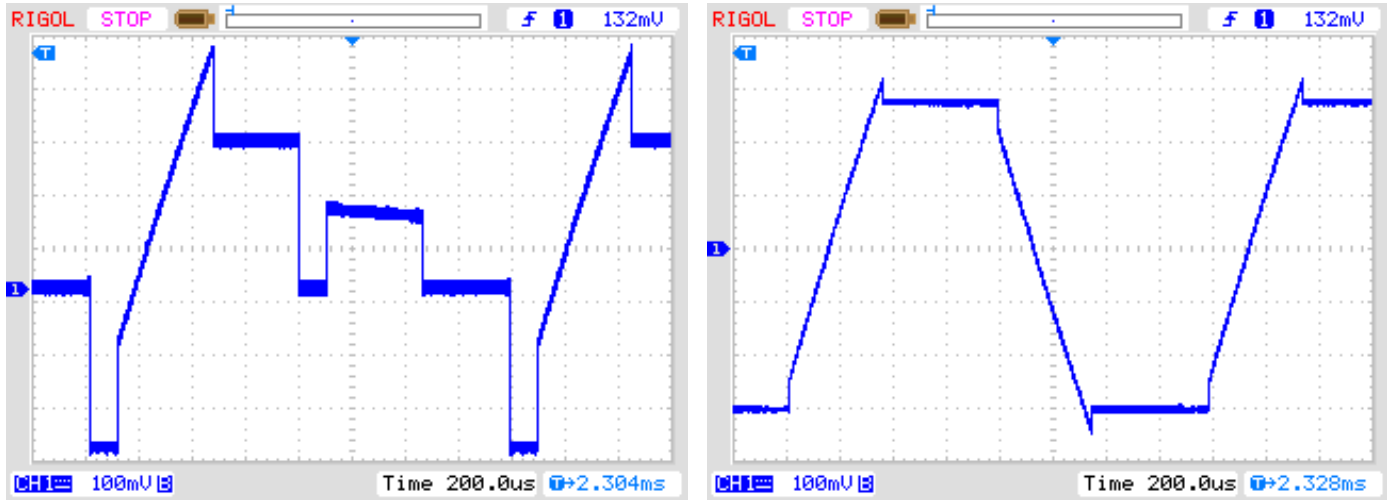 RIGOL STOP 1 132mV
T
1
CH1 100mV B Time 200.0us T→2.304ms
RIGOL STOP 1 132mV
T
1
CH1 100mV B Time 200.0us T→2.328ms